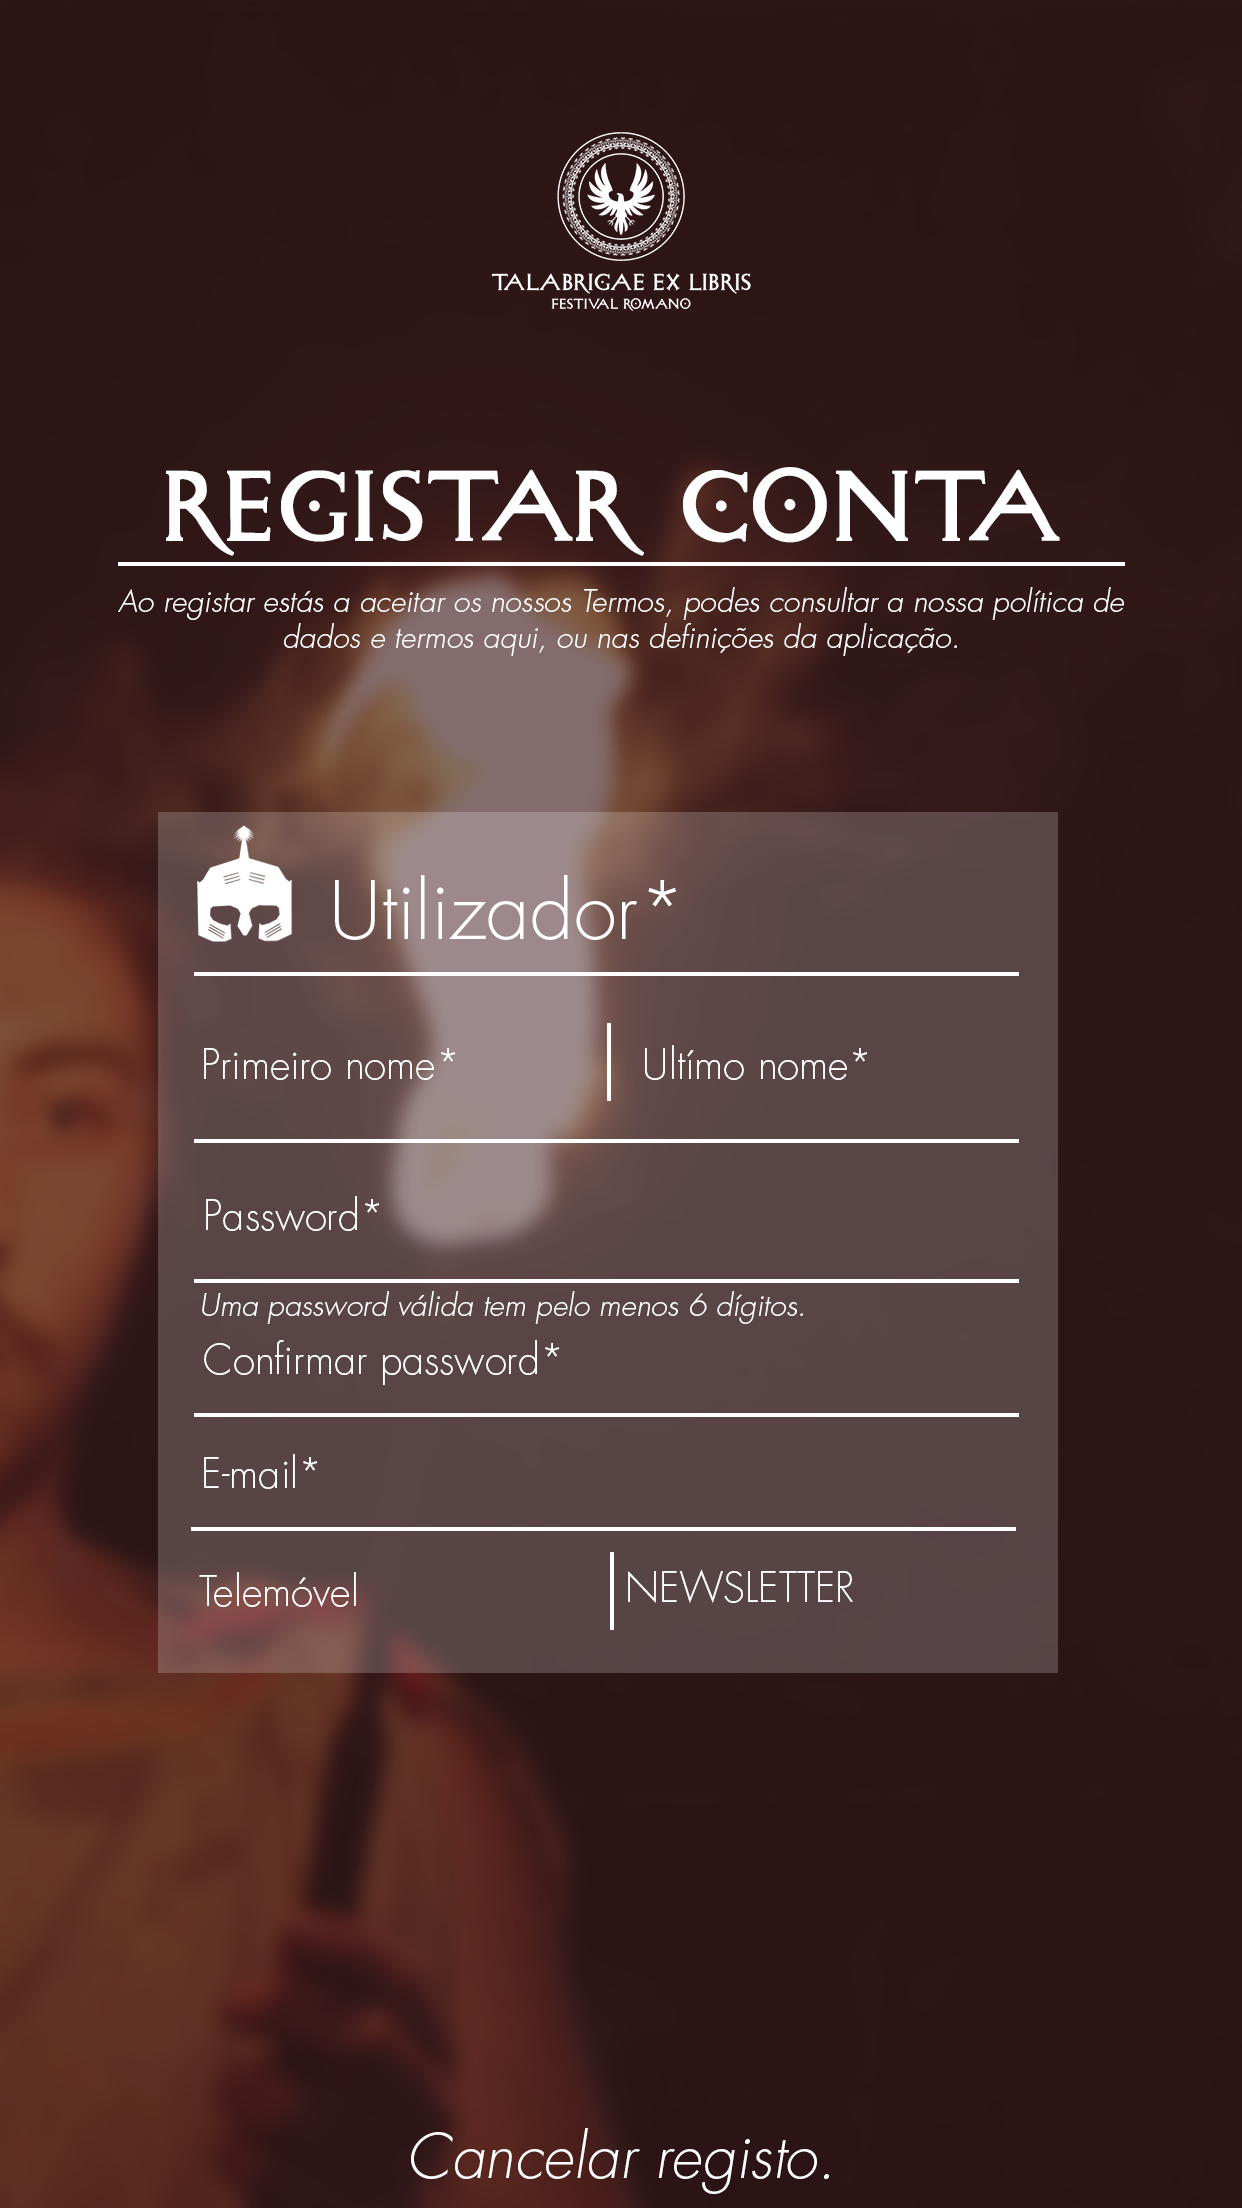 TALABRIGAE EX LIBRIS
FESTIVAL ROMANO
REGISTAR CONTA
Ao registar estás a aceitar os nossos Termos, podes consultar a nossa política de
dados e termos aqui, ou nas definições da aplicação.
Utilizador*
Primeiro nome*
Ultímo nome*
Password*
Uma password válida tem pelo menos 6 dígitos.
Confirmar password*
E-mail*
Telemóvel
NEWSLETTER
Cancelar registo.